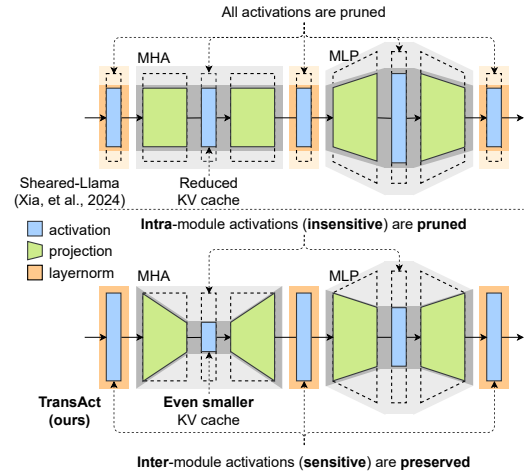 All activations are pruned
MHA
MLP
Sheared-Llama
(Xia, et al., 2024)
Reduced
KV cache
Intra-module activations (insensitive) are pruned
activation
projection
layernorm
MHA
MLP
TransAct
(ours)
Even smaller
KV cache
Inter-module activations (sensitive) are preserved